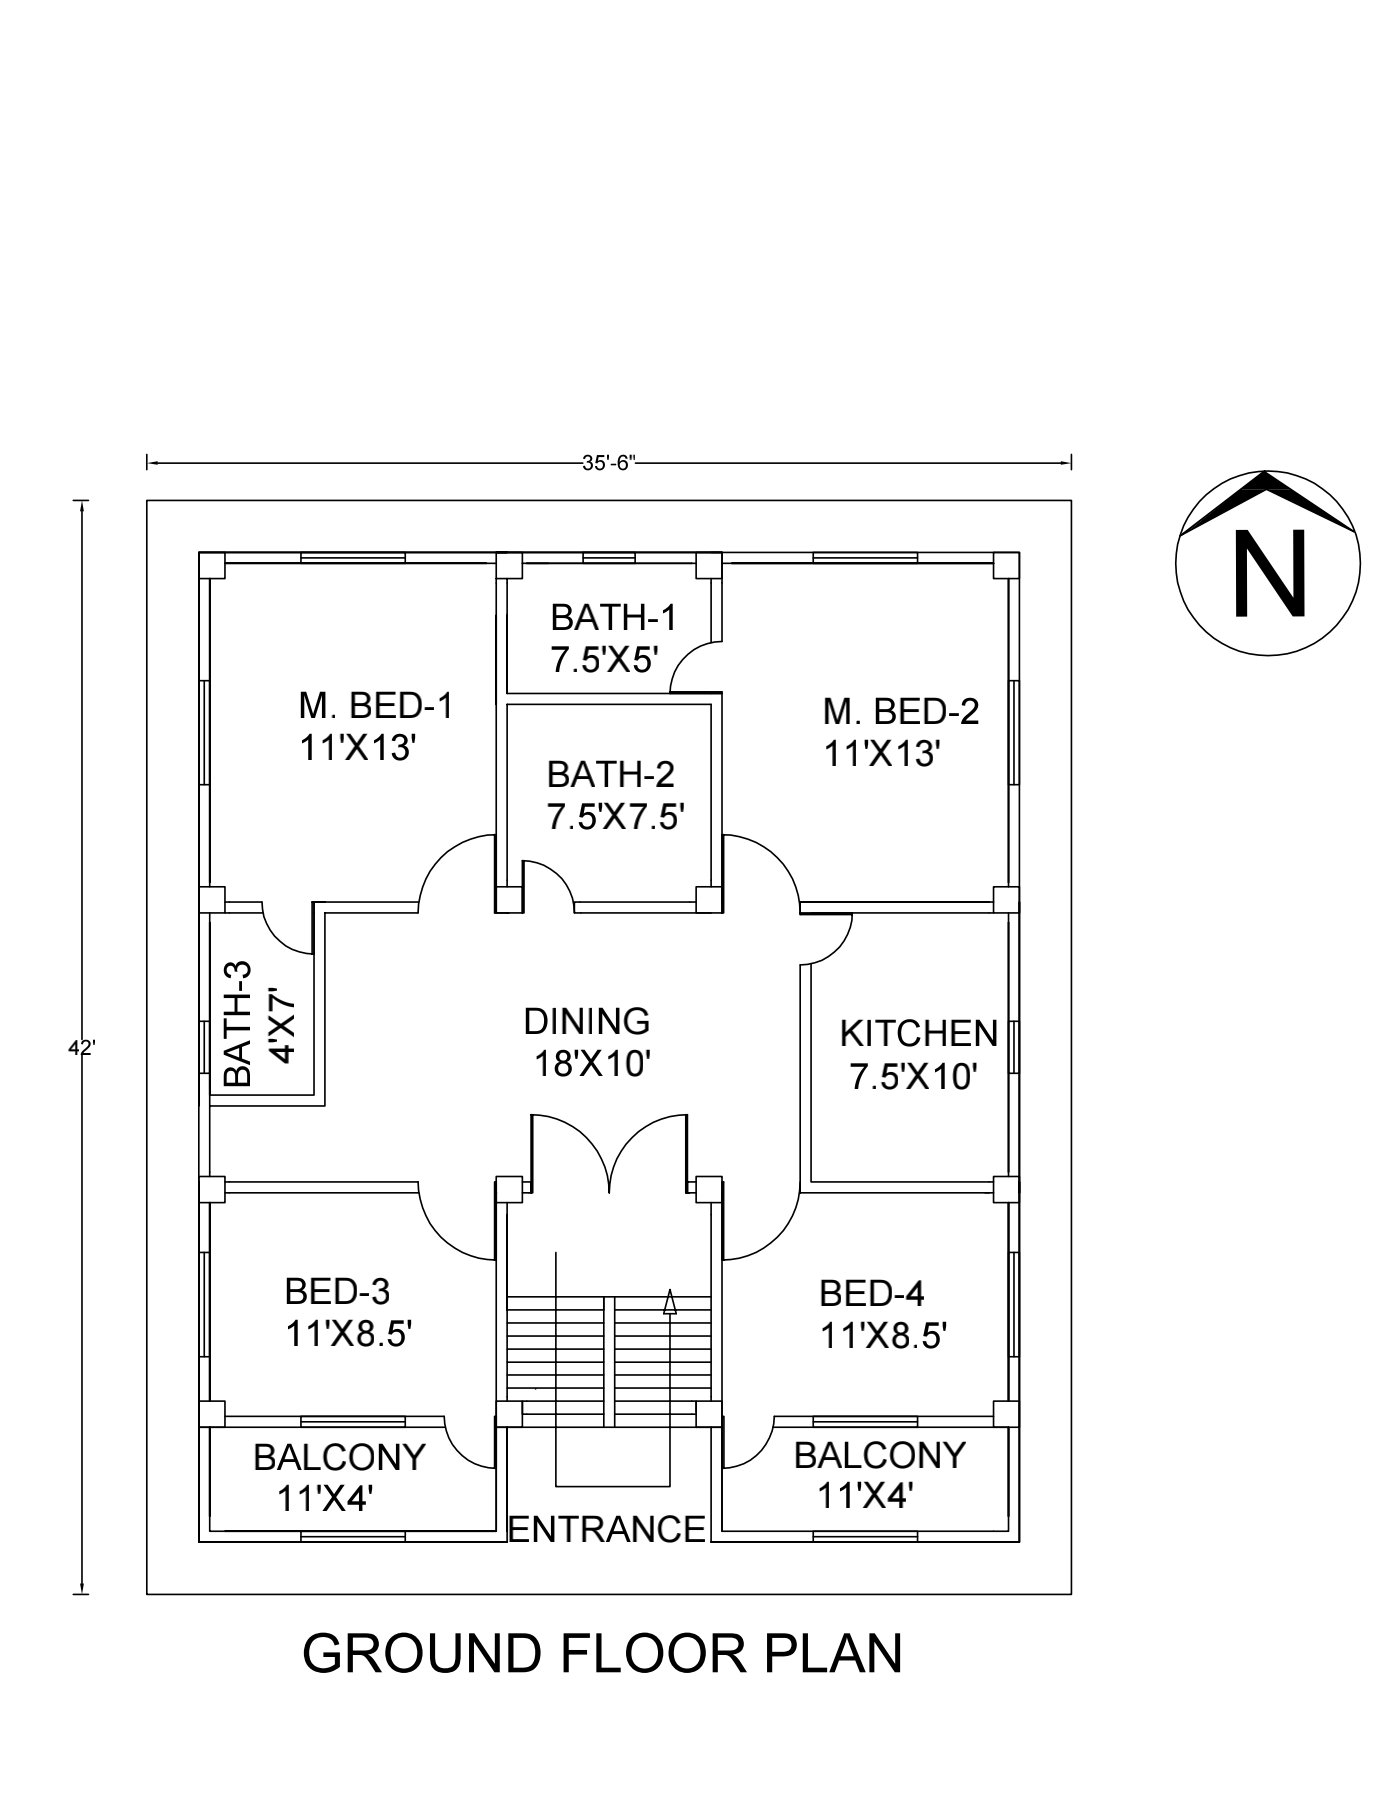 35'-6"
N
BATH-1
7.5'X5'
M. BED-1
11'X13'
M. BED-2
11'X13'
BATH-2
7.5'X7.5'
BATH-3
4'X7'
DINING
18'X10'
KITCHEN
7.5'X10'
42'
BED-3
11'X8.5'
BED-4
11'X8.5'
BALCONY
11'X4'
BALCONY
11'X4'
ENTRANCE
GROUND FLOOR PLAN